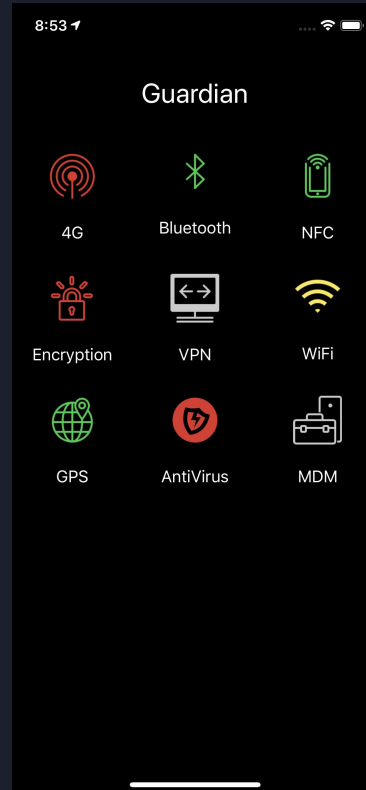 8:53
Guardian
4G
Bluetooth
NFC
Encryption
VPN
WiFi
GPS
AntiVirus
MDM